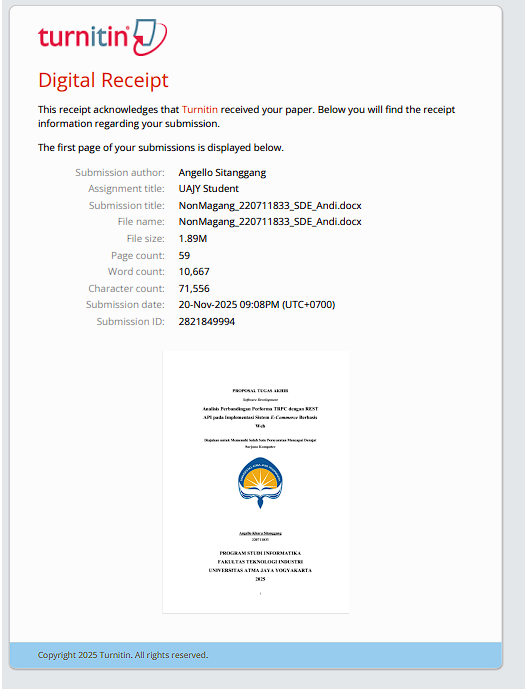 turnitin
Digital Receipt
This receipt acknowledges that Turnitin received your paper. Below you will find the receipt
information regarding your submission.
The first page of your submissions is displayed below.
Submission author: Angello Sitanggang
Assignment title: UAJY Student
Submission title: NonMagang_220711833_SDE_Andi.docx
File name: NonMagang_220711833_SDE_Andi.docx
File size: 1.89M
Page count: 59
Word count: 10,667
Character count: 71,556
Submission date: 20-Nov-2025 09:08PM (UTC+0700)
Submission ID: 2821849994
PROPOSAL TUGAS AKHIR
Software Development
Analisis Perbandingan Performa TRPC dengan REST
API pada Implementasi Sistem E-Commerce Berbasis
Web
Diajukan untuk Memenuhi Salah Satu Persyaratan Mencapai Derajat
Sarjana Komputer
Angello Khara Sitanggang
220711833
PROGRAM STUDI INFORMATIKA
FAKULTAS TEKNOLOGI INDUSTRI
UNIVERSITAS ATMA JAYA YOGYAKARTA
2025
Copyright 2025 Turnitin. All rights reserved.